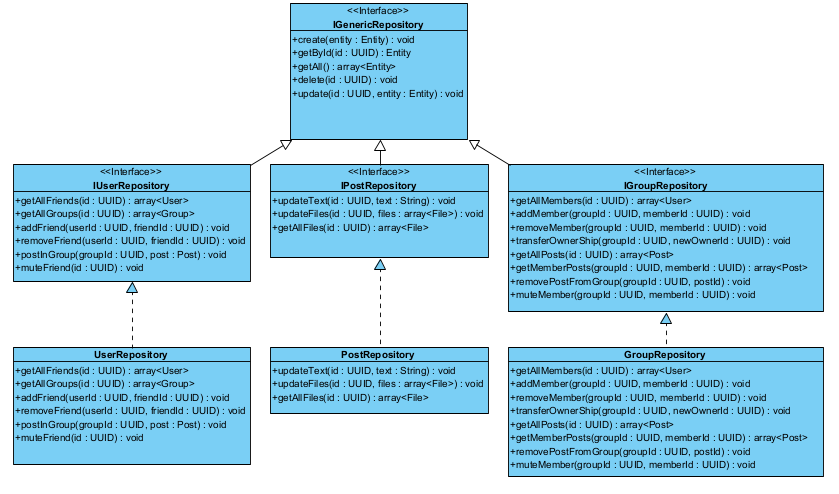 <<Interface>>
IGenericRepository
+create(entity : Entity) : void
+getById(id : UUID) : Entity
+getAll() : array<Entity>
+delete(id : UUID) : void
+update(id : UUID, entity : Entity) : void
<<Interface>>
IUserRepository
+getAllFriends(id : UUID) : array<User>
+getAllGroups(id : UUID) : array<Group>
+addFriend(userId : UUID, friendId : UUID) : void
+removeFriend(userId : UUID, friendId : UUID) : void
+postInGroup(groupId : UUID, post : Post) : void
+muteFriend(id : UUID) : void
<<Interface>>
IPostRepository
+updateText(id : UUID, text : String) : void
+updateFiles(id : UUID, files : array<File>) : void
+getAllFiles(id : UUID) : array<File>
<<Interface>>
IGroupRepository
+getAllMembers(id : UUID) : array<User>
+addMember(groupId : UUID, memberId : UUID) : void
+removeMember(groupId : UUID, memberId : UUID) : void
+transferOwnerShip(groupId : UUID, newOwnerId : UUID) : void
+getAllPosts(id : UUID) : array<Post>
+getMemberPosts(groupId : UUID, memberId : UUID) : array<Post>
+removePostFromGroup(groupId : UUID, postId) : void
+muteMember(groupId : UUID, memberId : UUID) : void
UserRepository
+getAllFriends(id : UUID) : array<User>
+getAllGroups(id : UUID) : array<Group>
+addFriend(userId : UUID, friendId : UUID) : void
+removeFriend(userId : UUID, friendId : UUID) : void
+postInGroup(groupId : UUID, post : Post) : void
+muteFriend(id : UUID) : void
PostRepository
+updateText(id : UUID, text : String) : void
+updateFiles(id : UUID, files : array<File>) : void
+getAllFiles(id : UUID) : array<File>
GroupRepository
+getAllMembers(id : UUID) : array<User>
+addMember(groupId : UUID, memberId : UUID) : void
+removeMember(groupId : UUID, memberId : UUID) : void
+transferOwnerShip(groupId : UUID, newOwnerId : UUID) : void
+getAllPosts(id : UUID) : array<Post>
+getMemberPosts(groupId : UUID, memberId : UUID) : array<Post>
+removePostFromGroup(groupId : UUID, postId) : void
+muteMember(groupId : UUID, memberId : UUID) : void